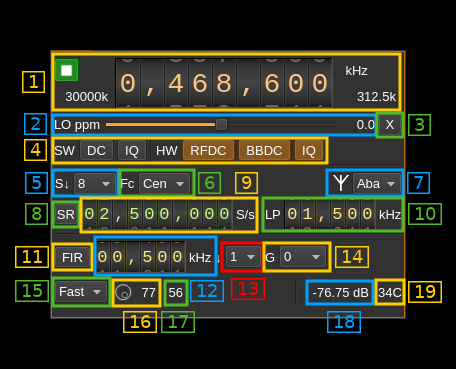 1 0,468,600 kHz
30000k 312.5k
2 LO ppm 0.0 X 3
4 SW DC IQ HW RFDC BBDC IQ
5 S↓ 8 Fc Cen 6 9 Aba 7
8 SR 02,500,000 S/s LP 01,500 kHz 10
11 FIR 00,500 kHz↓ 1 G 0 14
15 Fast 77 56 12 13 -76.75 dB 34C 19
16 17 18